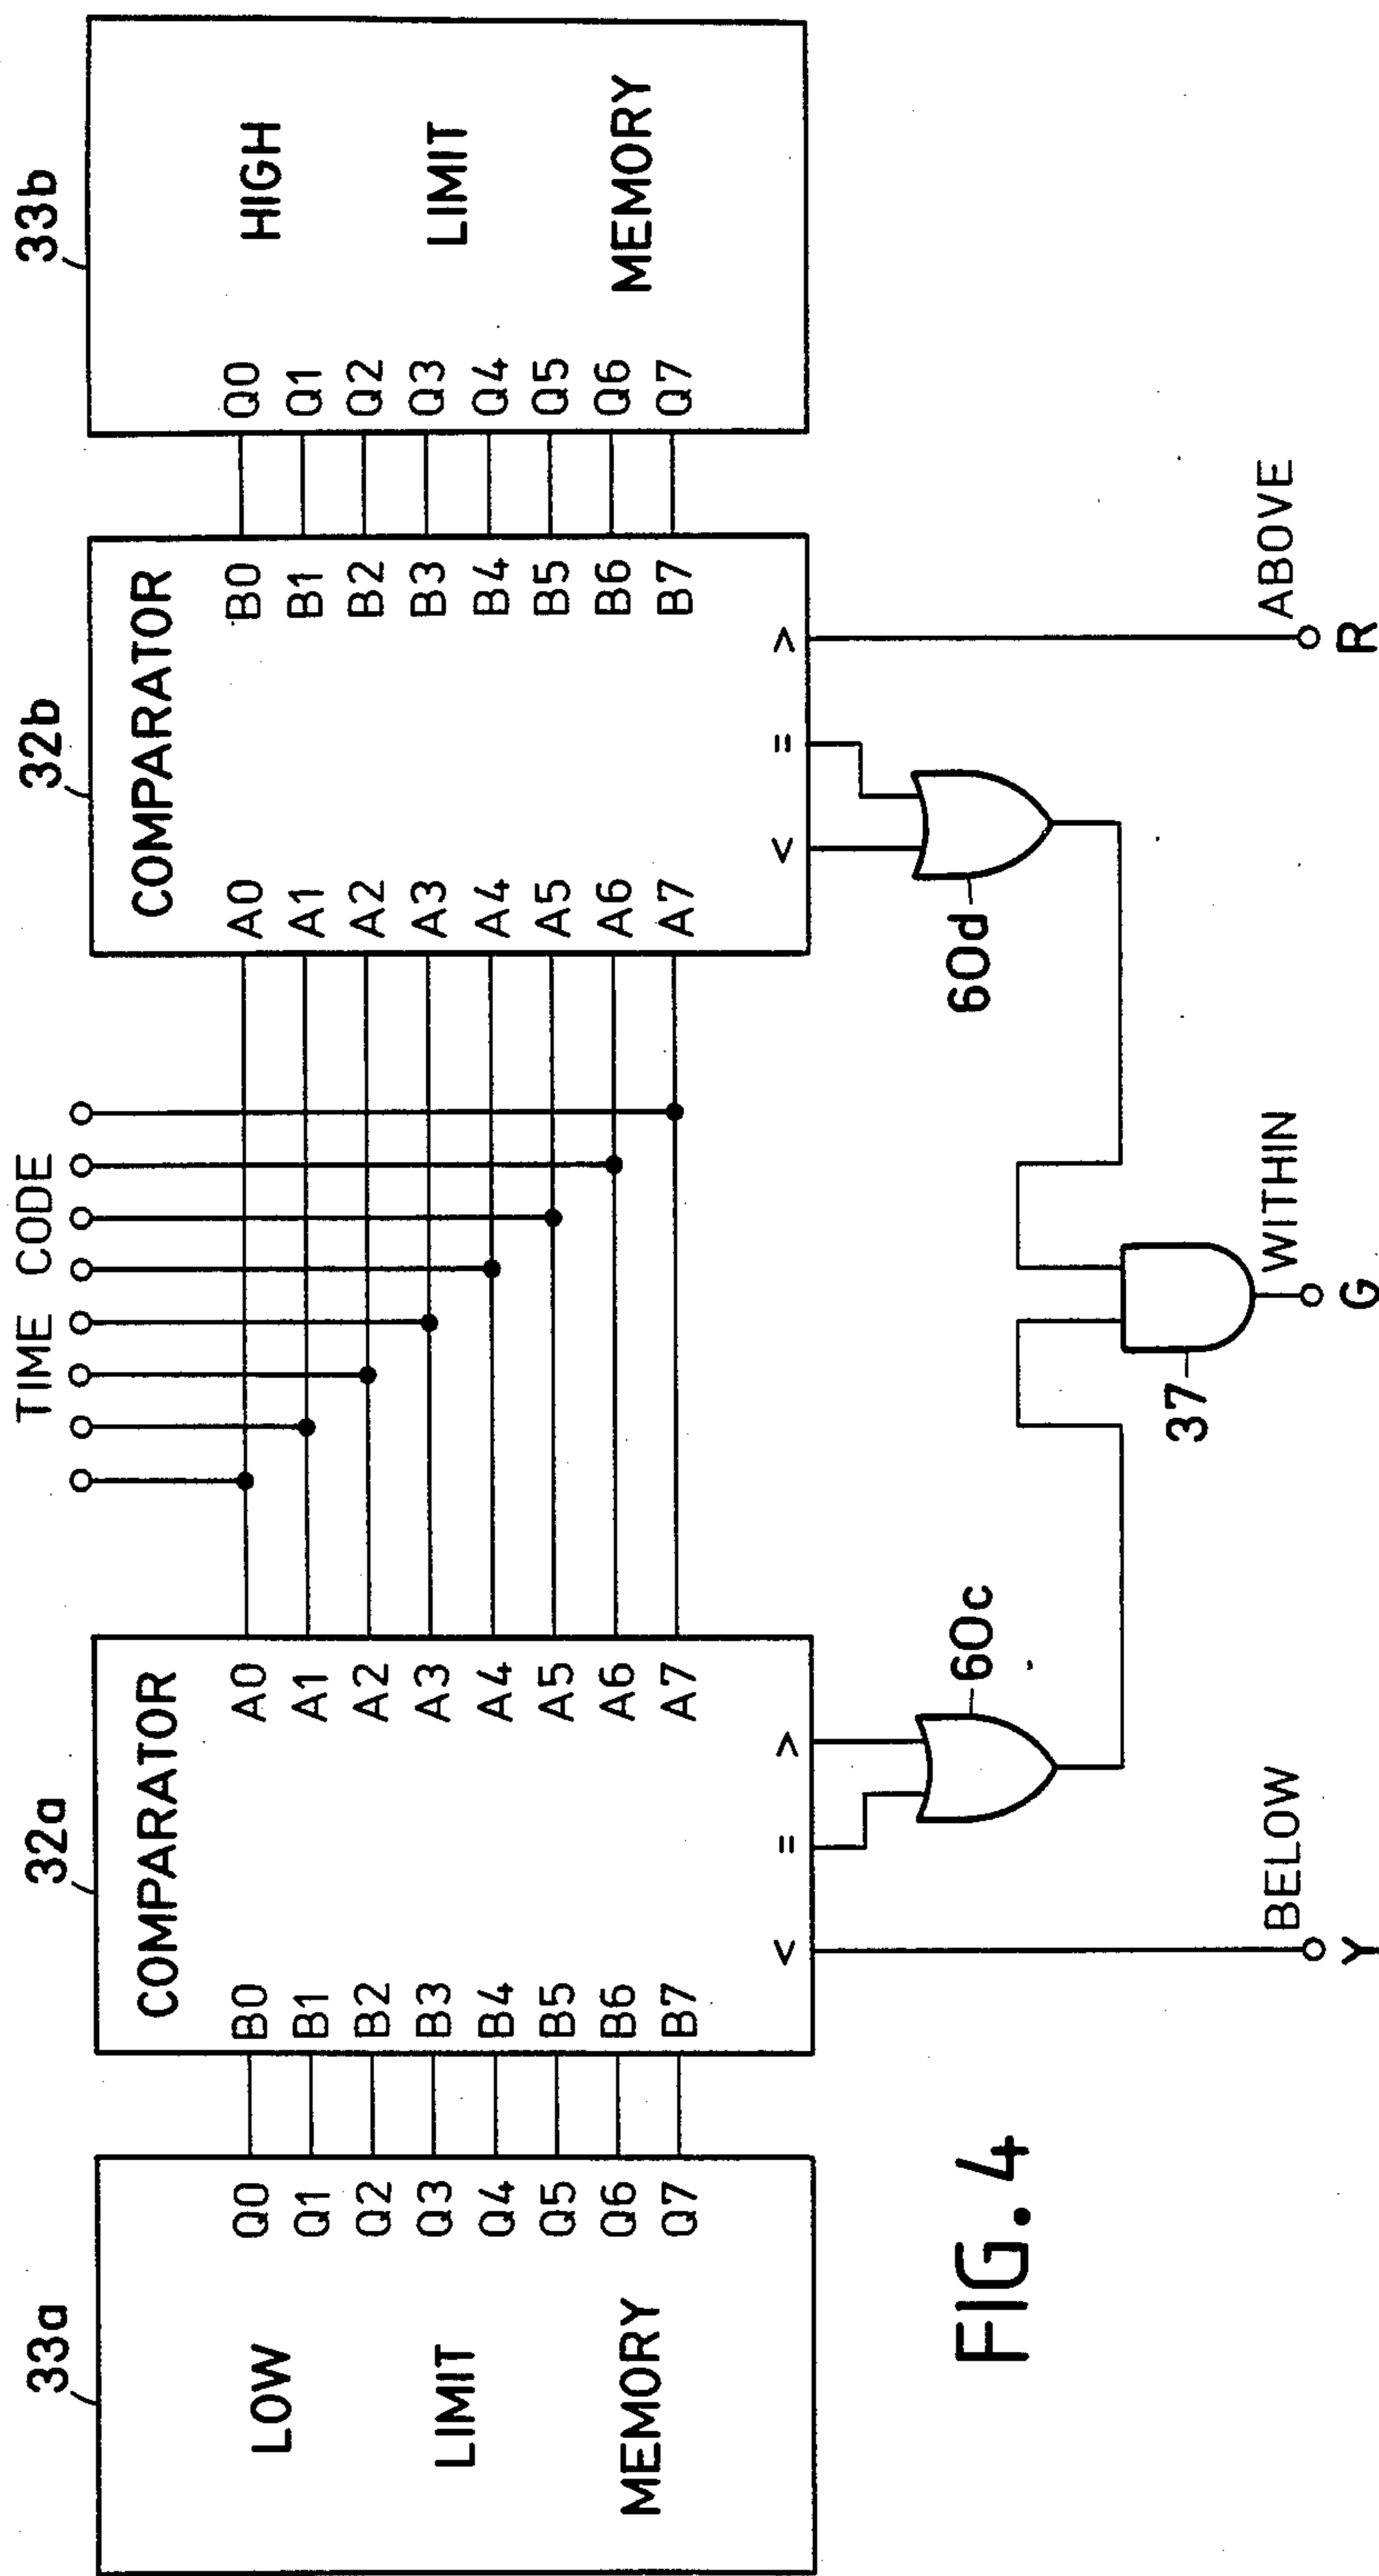 33a
32a
TIME CODE
32b
33b
LOW
LIMIT
MEMORY
Q0
Q1
Q2
Q3
Q4
Q5
Q6
Q7
COMPARATOR
B0 A0
B1 A1
B2 A2
B3 A3
B4 A4
B5 A5
B6 A6
B7 A7
< = >
COMPARATOR
A0 B0
A1 B1
A2 B2
A3 B3
A4 B4
A5 B5
A6 B6
A7 B7
< = >
Q0
Q1
Q2
Q3
Q4
Q5
Q6
Q7
HIGH
LIMIT
MEMORY
60c
60d
37
BELOW
Y
WITHIN
G
ABOVE
R
FIG. 4